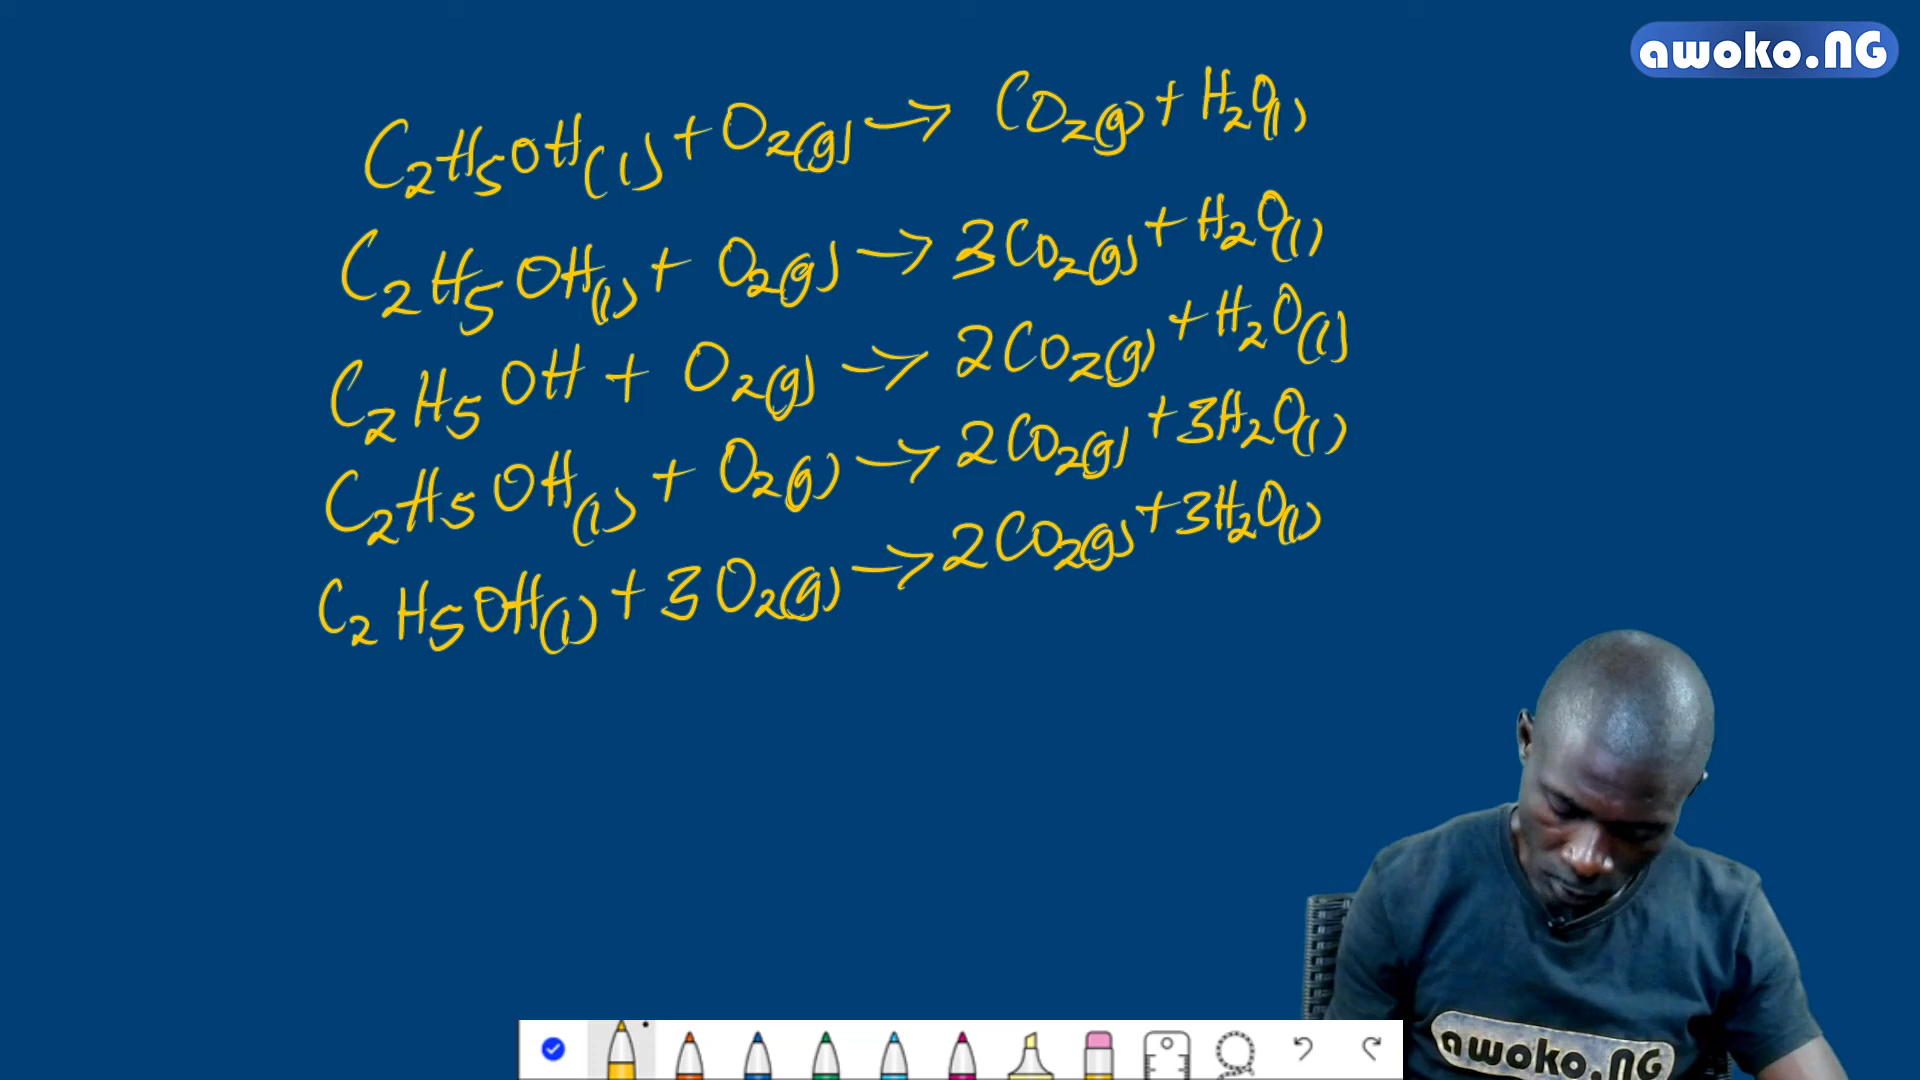 awoko.NG
C₂H₅OH(l) + O₂(g) → CO₂(g) + H₂O(l)
C₂H₅OH(l) + O₂(g) → 3CO₂(g) + H₂O(l)
C₂H₅OH + O₂(g) → 2CO₂(g) + H₂O(l)
C₂H₅OH(l) + O₂(g) → 2CO₂(g) + 3H₂O(l)
C₂H₅OH(l) + 3O₂(g) → 2CO₂(g) + 3H₂O(l)
awoko.NG